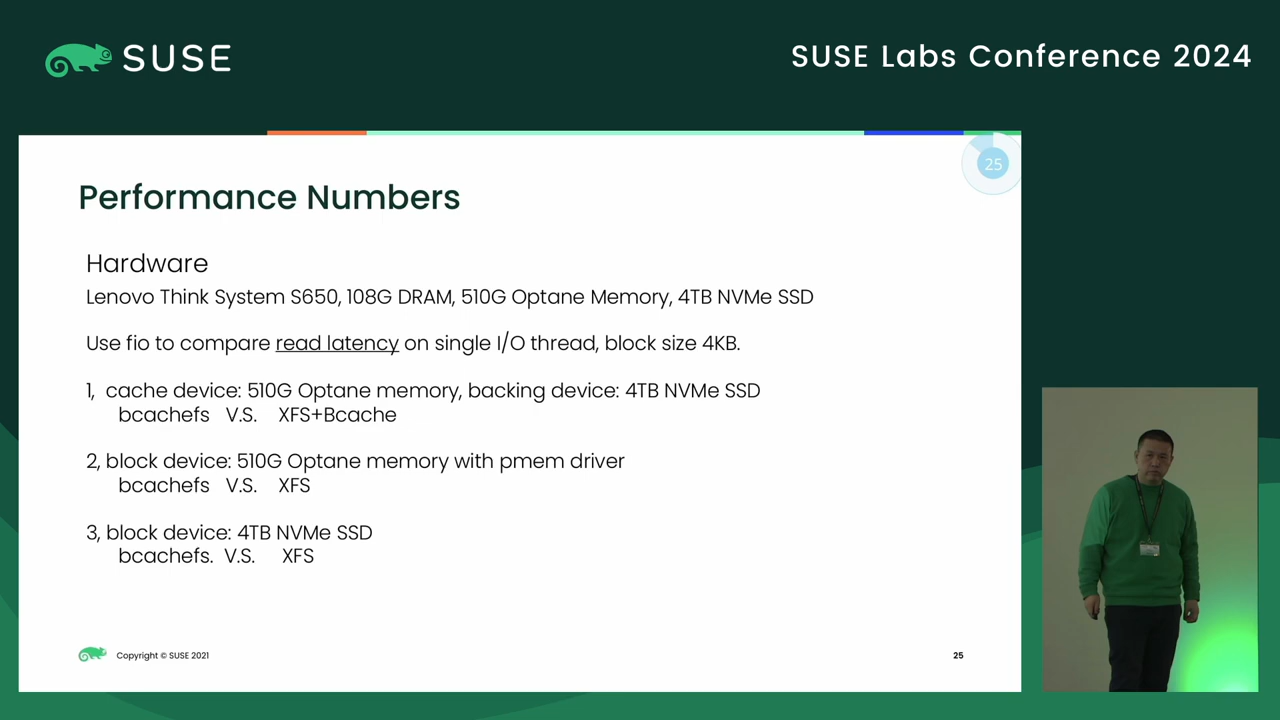 SUSE
SUSE Labs Conference 2024
25
Performance Numbers
Hardware
Lenovo Think System S650, 108G DRAM, 510G Optane Memory, 4TB NVMe SSD
Use fio to compare read latency on single I/O thread, block size 4KB.
1, cache device: 510G Optane memory, backing device: 4TB NVMe SSD
bcachefs V.S. XFS+Bcache
2, block device: 510G Optane memory with pmem driver
bcachefs V.S. XFS
3, block device: 4TB NVMe SSD
bcachefs. V.S. XFS
Copyright © SUSE 2021
25